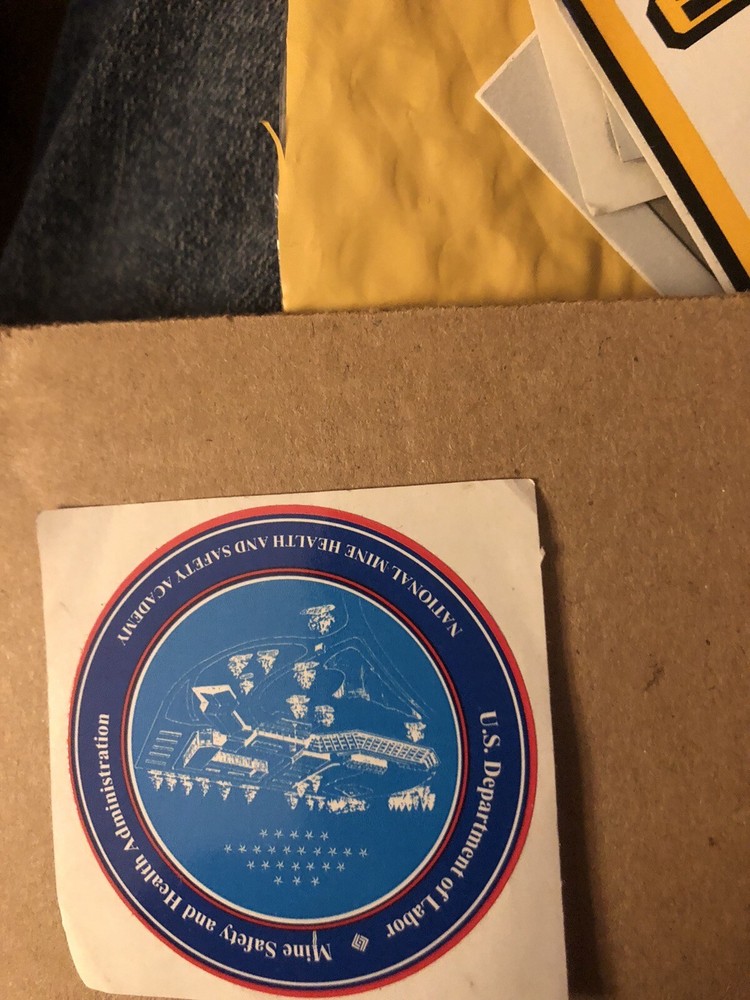 U.S. Department of Labor
Mine Safety and Health Administration
NATIONAL MINE HEALTH AND SAFETY ACADEMY